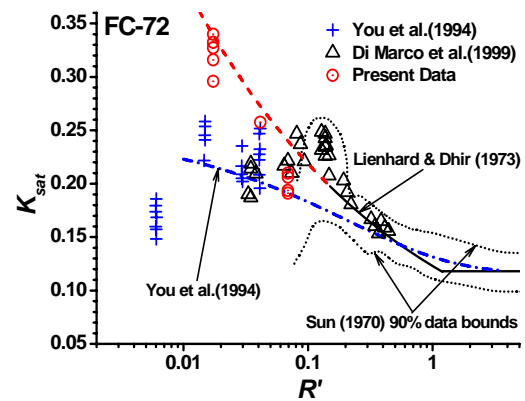 FC-72
You et al.(1994)
Di Marco et al.(1999)
Present Data
Lienhard & Dhir (1973)
You et al.(1994)
Sun (1970) 90% data bounds
K_sat
0.35
0.30
0.25
0.20
0.15
0.10
0.05
0.01
0.1
1
R'